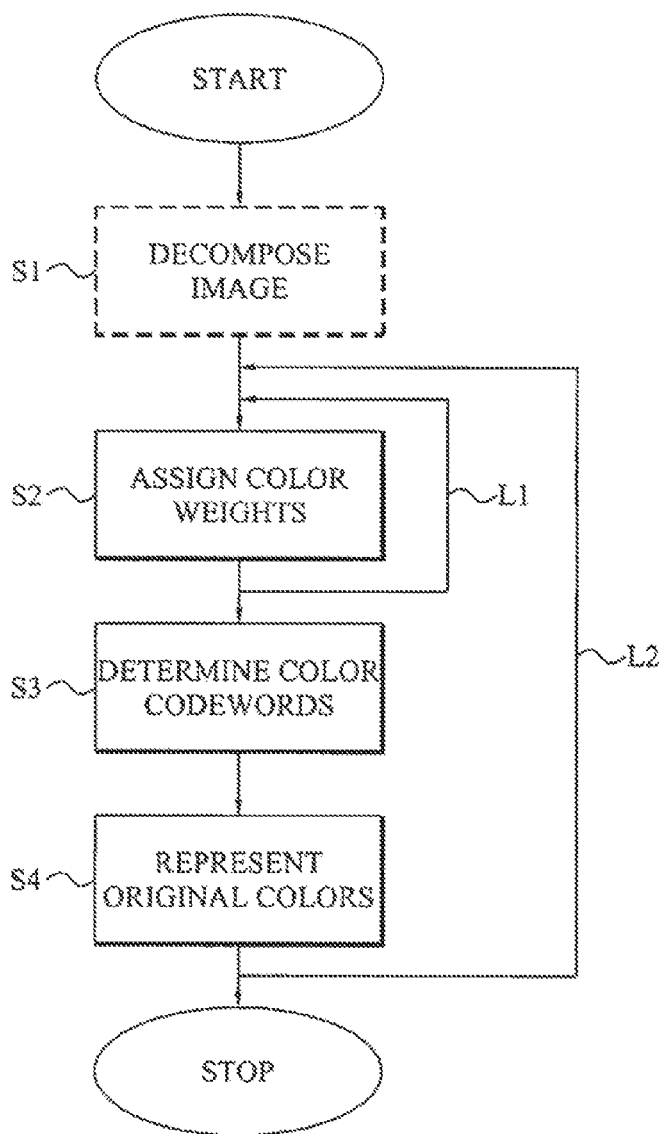 START
S1
DECOMPOSE
IMAGE
S2
ASSIGN COLOR
WEIGHTS
L1
S3
DETERMINE COLOR
CODEWORDS
L2
S4
REPRESENT
ORIGINAL COLORS
STOP